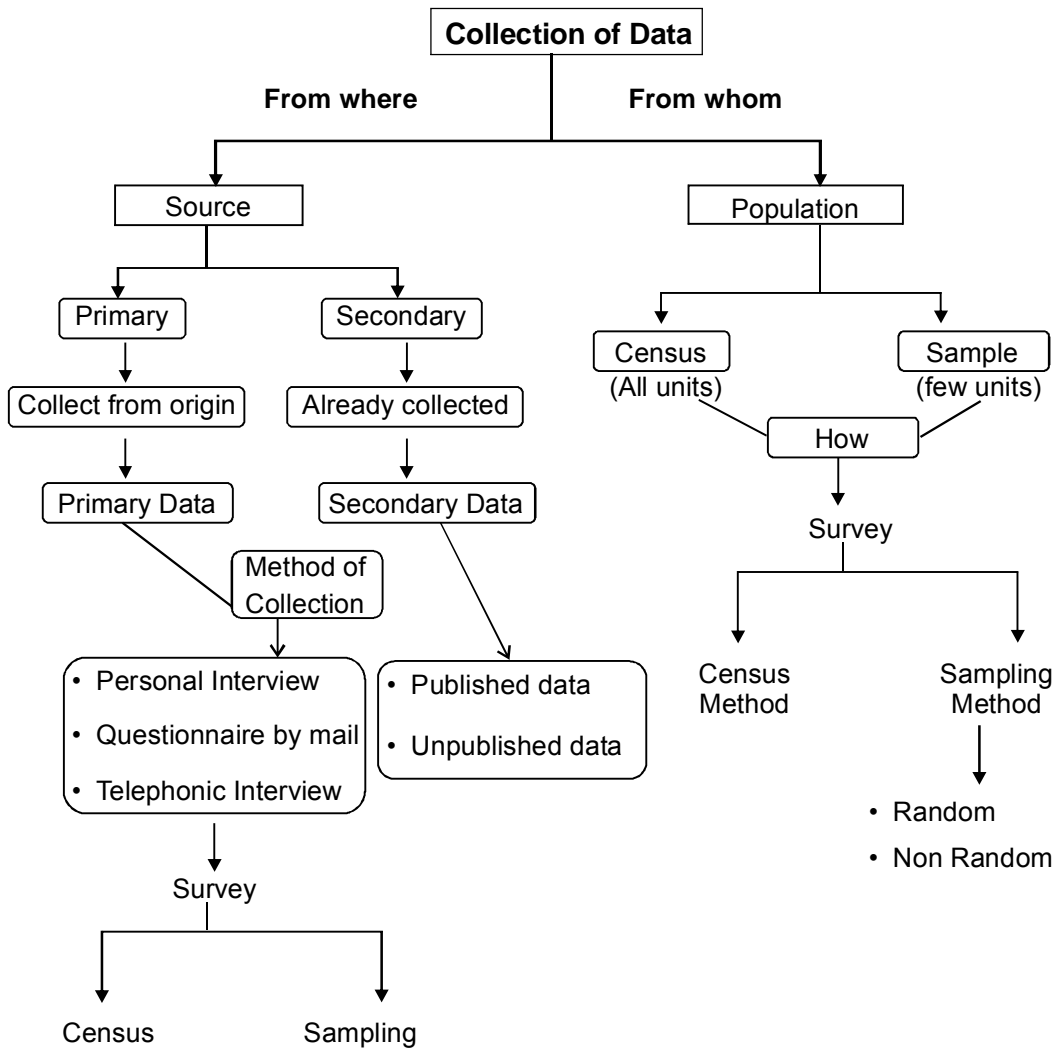 Collection of Data
From where
From whom
Source
Population
Primary
Secondary
Census
(All units)
Sample
(few units)
Collect from origin
Already collected
How
Primary Data
Secondary Data
Survey
Method of
Collection
• Personal Interview
• Questionnaire by mail
• Telephonic Interview
• Published data
• Unpublished data
Census
Method
Sampling
Method
• Random
• Non Random
Survey
Census
Sampling